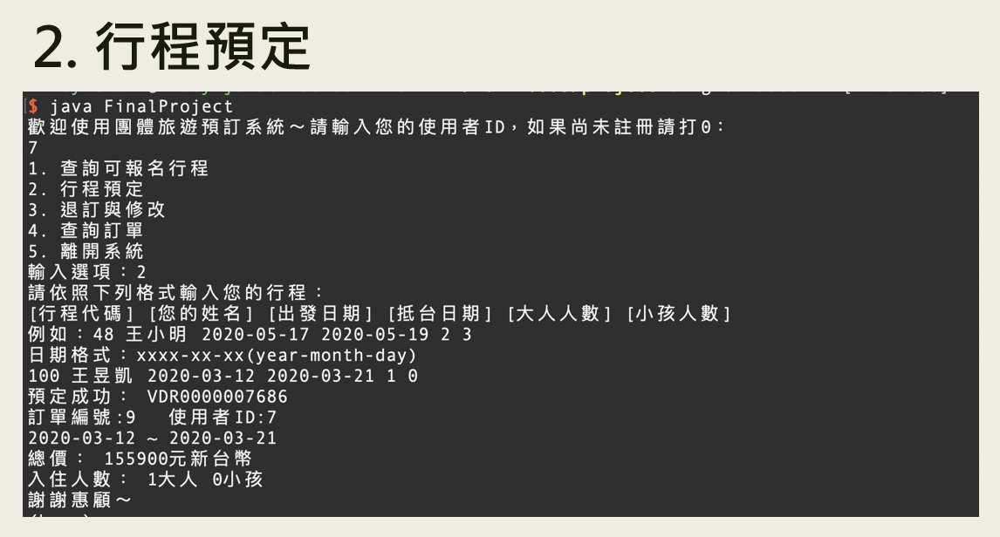 2. 行程預定
$ java FinalProject
歡迎使用團體旅遊預訂系統～請輸入您的使用者ID，如果尚未註冊請打0：
7
1. 查詢可報名行程
2. 行程預定
3. 退訂與修改
4. 查詢訂單
5. 離開系統
輸入選項：2
請依照下列格式輸入您的行程：
[行程代碼] [您的姓名] [出發日期] [抵台日期] [大人人數] [小孩人數]
例如：48 王小明 2020-05-17 2020-05-19 2 3
日期格式：xxxx-xx-xx(year-month-day)
100 王昱凱 2020-03-12 2020-03-21 1 0
預定成功： VDR0000007686
訂單編號:9   使用者ID:7
2020-03-12 ~ 2020-03-21
總價： 155900元新台幣
入住人數： 1大人 0小孩
謝謝惠顧～